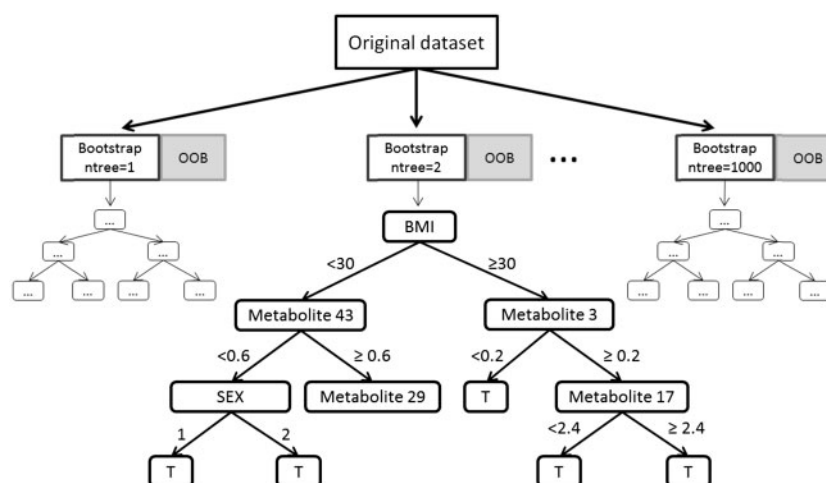 Original dataset
Bootstrap
ntree=1
OOB
Bootstrap
ntree=2
OOB
...
Bootstrap
ntree=1000
OOB
...
... ...
... ... ... ...
BMI
<30 ≥30
Metabolite 43 Metabolite 3
<0.6 ≥ 0.6 <0.2 ≥ 0.2
SEX Metabolite 29 T Metabolite 17
1 2 <2.4 ≥ 2.4
T T T T
...
... ...
... ... ... ...